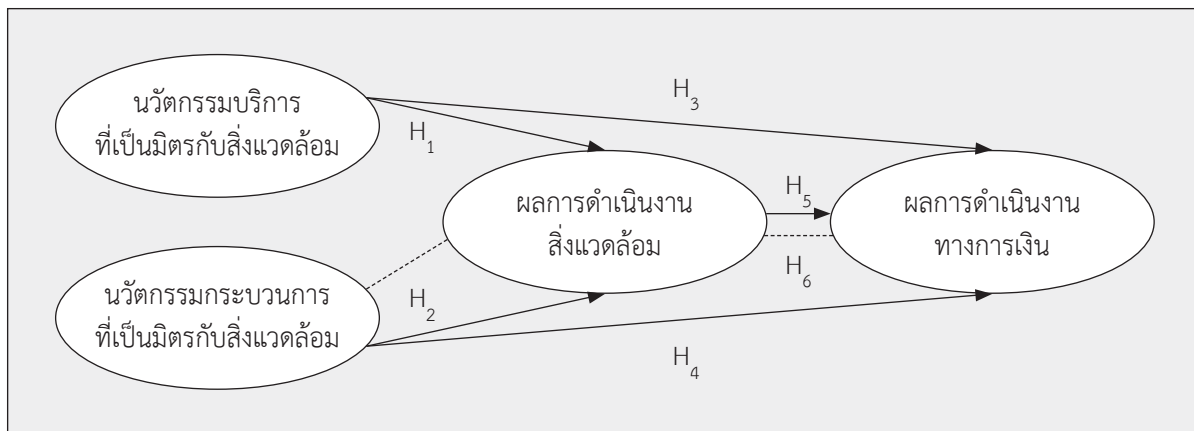 นวัตกรรมบริการ
ที่เป็นมิตรกับสิ่งแวดล้อม
H₁
H₃
ผลการดำเนินงาน
สิ่งแวดล้อม
H₅
H₆
ผลการดำเนินงาน
ทางการเงิน
นวัตกรรมกระบวนการ
ที่เป็นมิตรกับสิ่งแวดล้อม
H₂
H₄